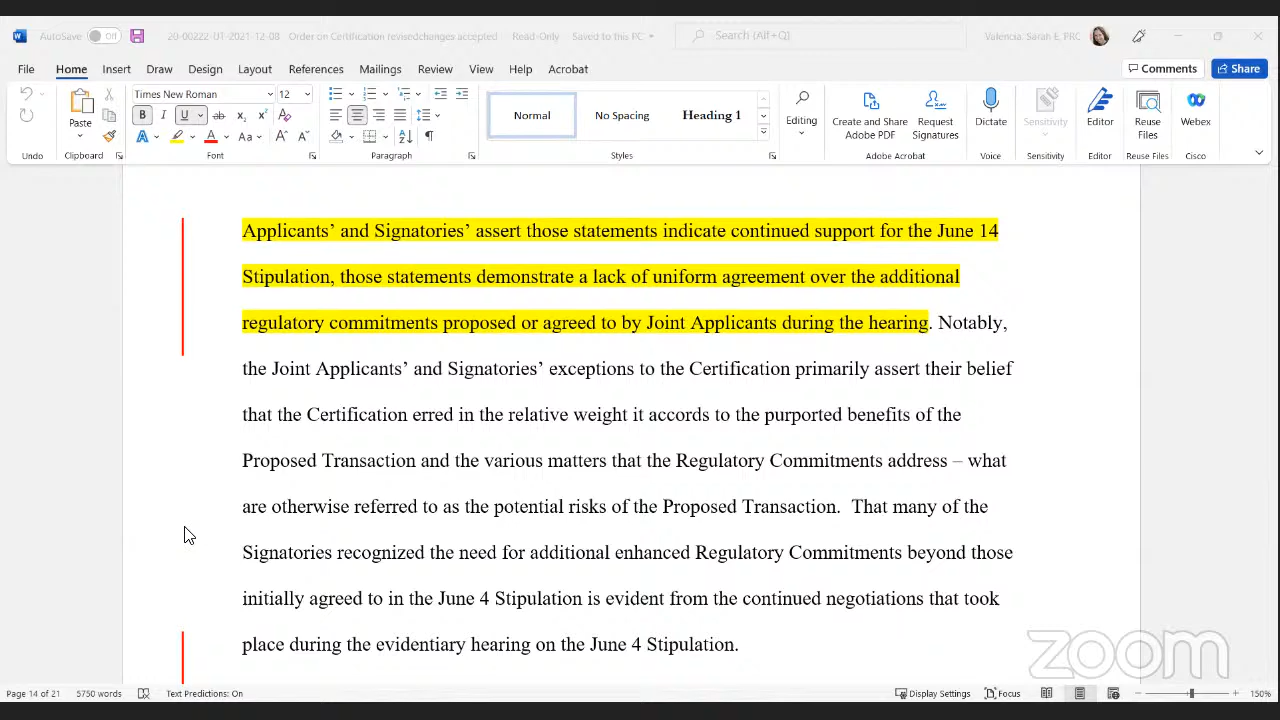 AutoSave Off 20-00222-UT-2021-12-08 Order on Certification revisedchanges accepted Read-Only Saved to this PC Search (Alt+Q) Valencia, Sarah E, PRC
File Home Insert Draw Design Layout References Mailings Review View Help Acrobat Comments Share
Times New Roman 12
Paste
B I U ab x₂ x² A
A A Aa A A
Normal No Spacing Heading 1
Editing
Create and Share Adobe PDF
Request Signatures
Dictate
Sensitivity
Editor
Reuse Files
Webex
Undo Clipboard Font Paragraph Styles Adobe Acrobat Voice Sensitivity Editor Reuse Files Cisco
Applicants’ and Signatories’ assert those statements indicate continued support for the June 14
Stipulation, those statements demonstrate a lack of uniform agreement over the additional
regulatory commitments proposed or agreed to by Joint Applicants during the hearing. Notably,
the Joint Applicants’ and Signatories’ exceptions to the Certification primarily assert their belief
that the Certification erred in the relative weight it accords to the purported benefits of the
Proposed Transaction and the various matters that the Regulatory Commitments address – what
are otherwise referred to as the potential risks of the Proposed Transaction.  That many of the
Signatories recognized the need for additional enhanced Regulatory Commitments beyond those
initially agreed to in the June 4 Stipulation is evident from the continued negotiations that took
place during the evidentiary hearing on the June 4 Stipulation.
zoom
Page 14 of 21 5750 words Text Predictions: On Display Settings Focus 150%